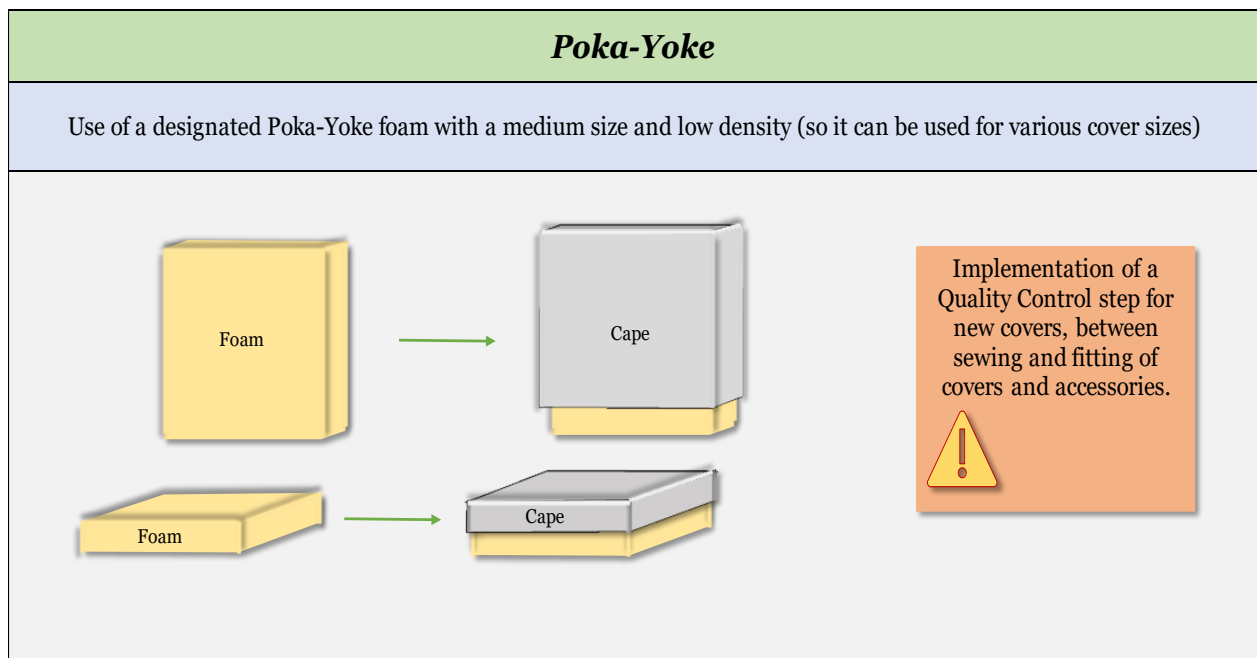 Poka-Yoke
Use of a designated Poka-Yoke foam with a medium size and low density (so it can be used for various cover sizes)
Foam
Cape
Implementation of a
Quality Control step for
new covers, between
sewing and fitting of
covers and accessories.
Foam
Cape